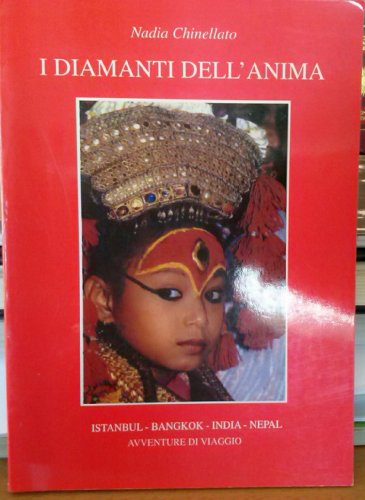 Nadia Chinellato
I DIAMANTI DELL'ANIMA
ISTANBUL - BANGKOK - INDIA - NEPAL
AVVENTURE DI VIAGGIO